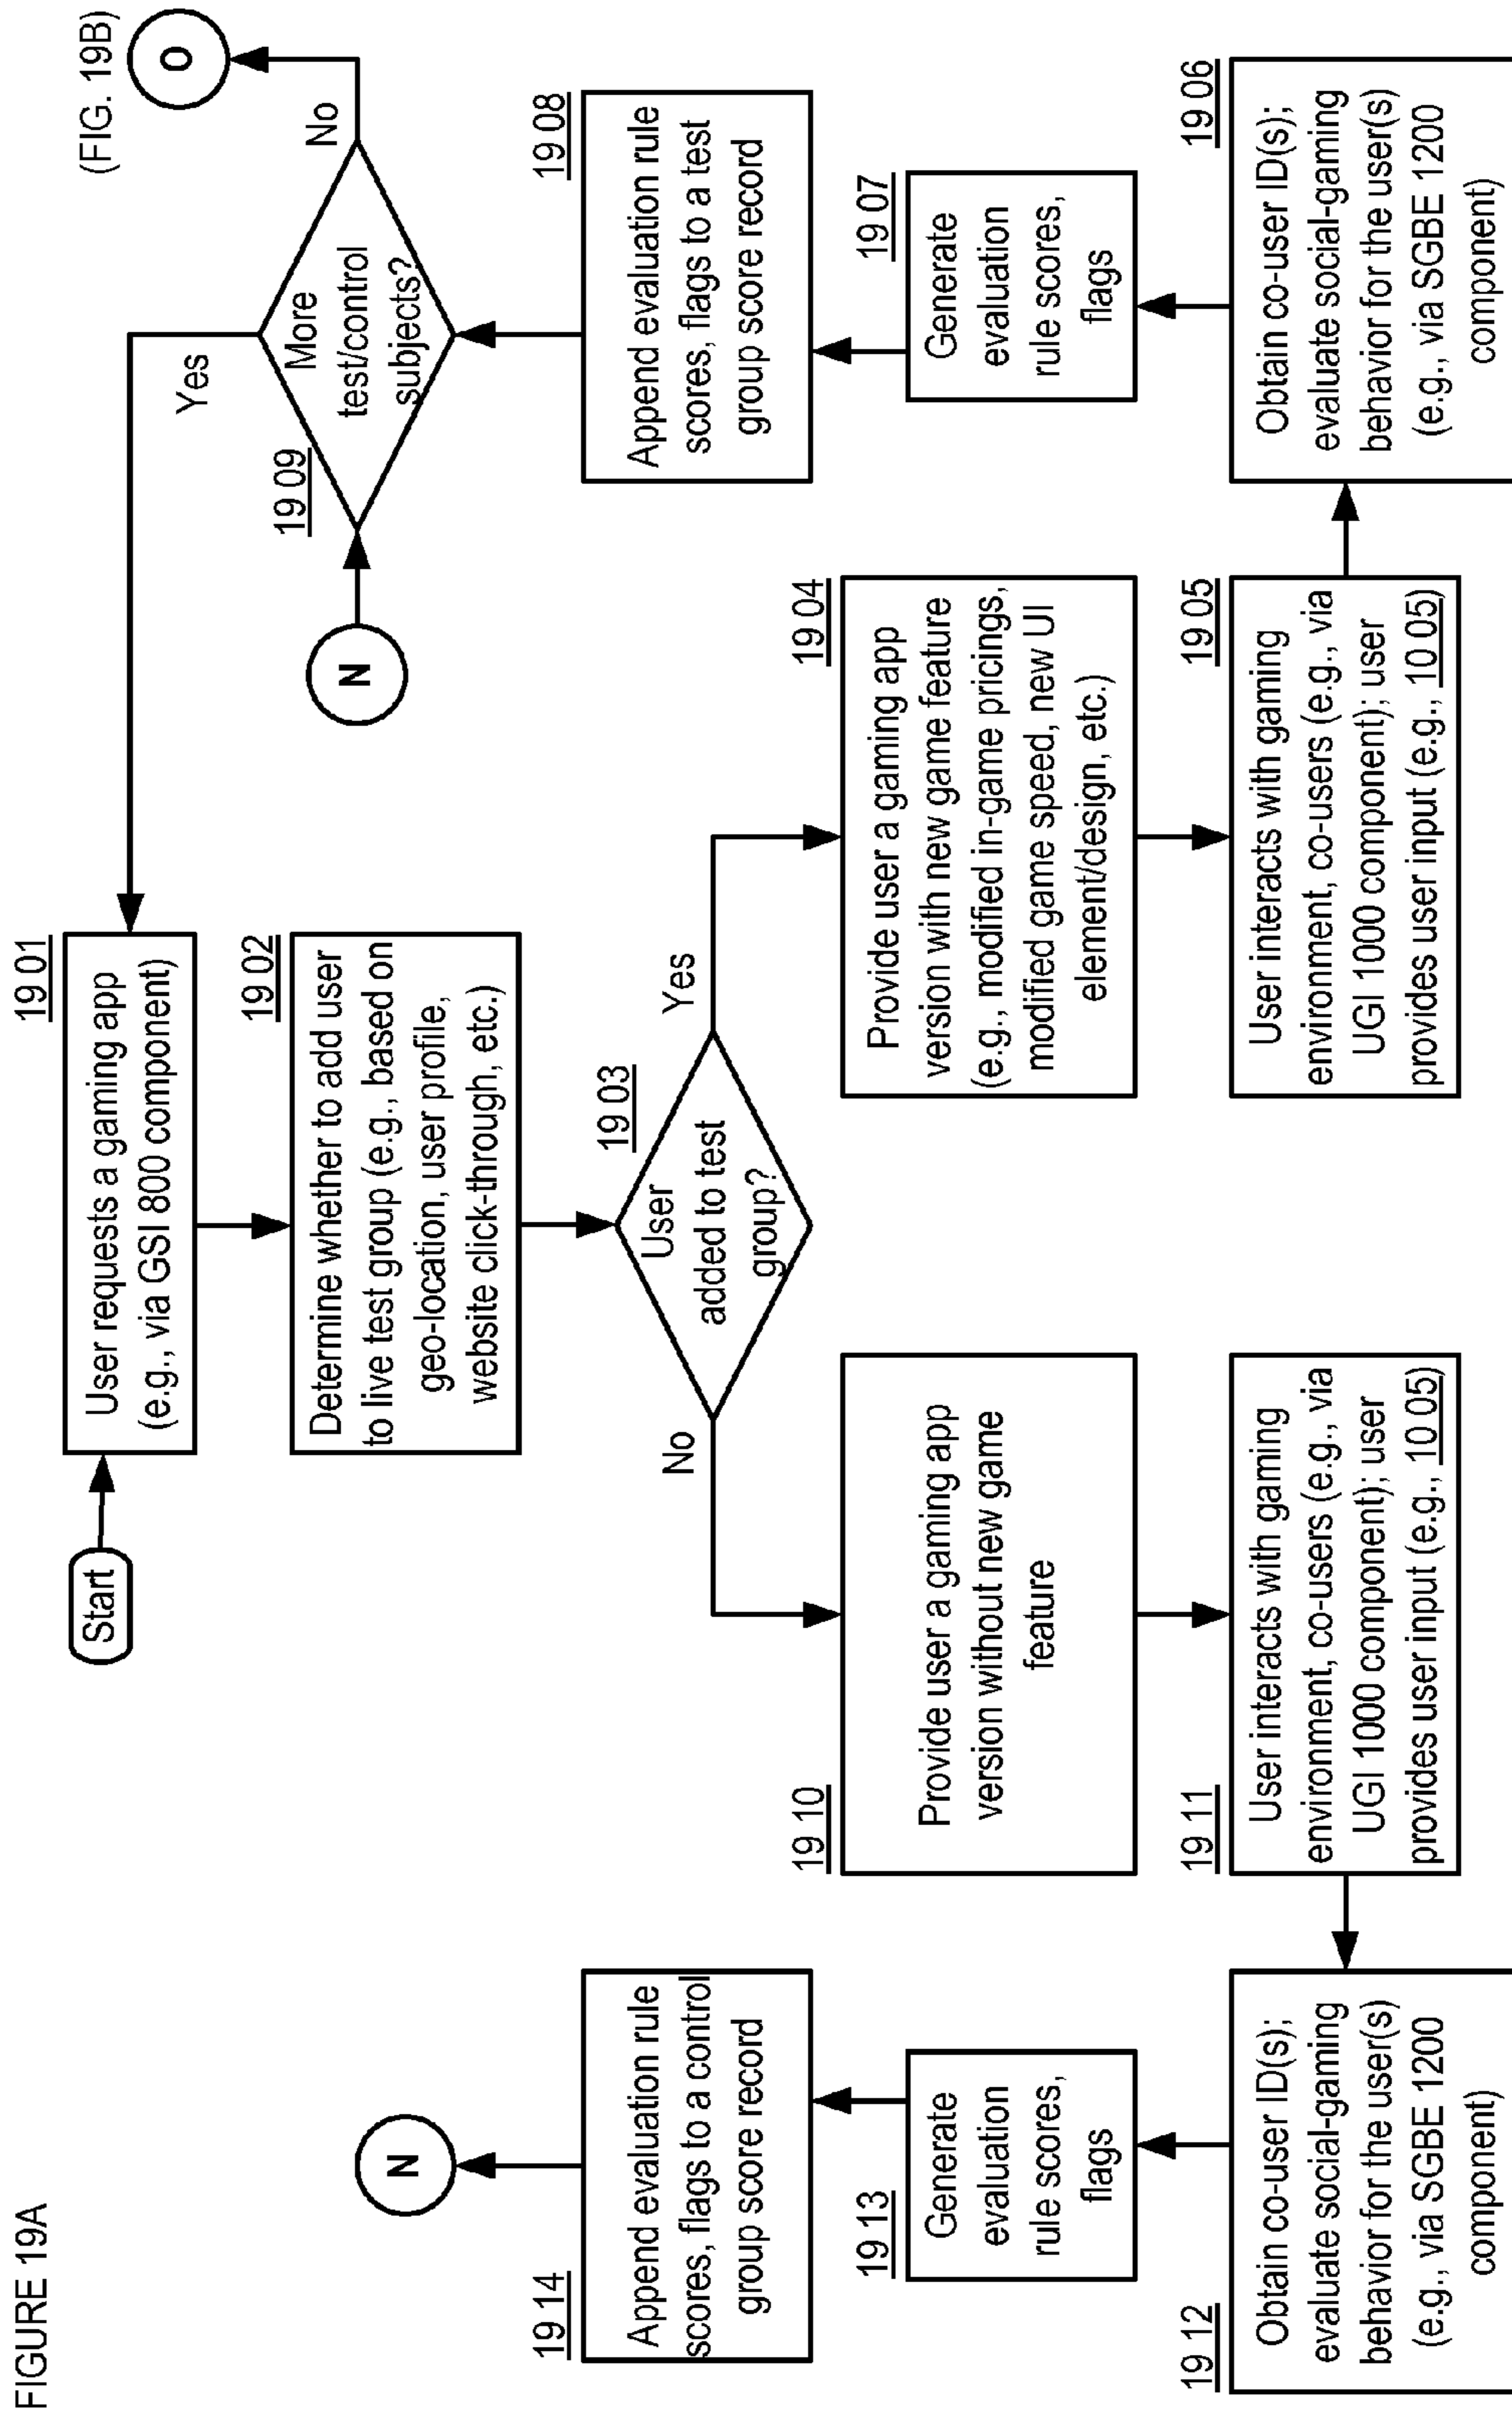 FIGURE 19A
Start
19 01
User requests a gaming app
(e.g., via GSI 800 component)
19 02
Determine whether to add user
to live test group (e.g., based on
geo-location, user profile,
website click-through, etc.)
19 03
User
added to test
group?
Yes
No
19 04
Provide user a gaming app
version with new game feature
(e.g., modified in-game pricings,
modified game speed, new UI
element/design, etc.)
19 05
User interacts with gaming
environment, co-users (e.g., via
UGI 1000 component); user
provides user input (e.g., 10 05)
19 06
Obtain co-user ID(s);
evaluate social-gaming
behavior for the user(s)
(e.g., via SGBE 1200
component)
19 07
Generate
evaluation
rule scores,
flags
19 08
Append evaluation rule
scores, flags to a test
group score record
19 09
More
test/control
subjects?
Yes
No
N
O
(FIG. 19B)
19 10
Provide user a gaming app
version without new game
feature
19 11
User interacts with gaming
environment, co-users (e.g., via
UGI 1000 component); user
provides user input (e.g., 10 05)
19 12
Obtain co-user ID(s);
evaluate social-gaming
behavior for the user(s)
(e.g., via SGBE 1200
component)
19 13
Generate
evaluation
rule scores,
flags
19 14
Append evaluation rule
scores, flags to a control
group score record
N